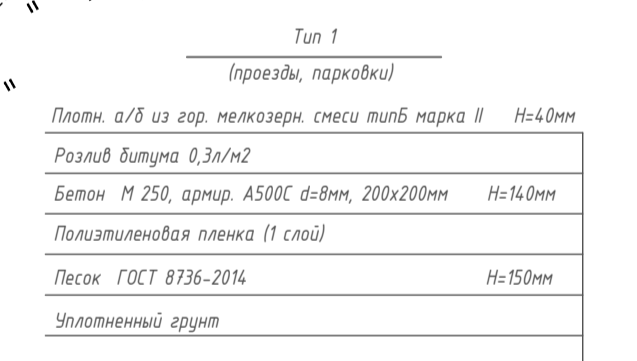 Тип 1
(проезды, парковки)
Плотн. а/б из гор. мелкозерн. смеси типБ марка II H=40мм
Розлив битума 0,3л/м2
Бетон М 250, армир. А500С d=8мм, 200х200мм H=140мм
Полиэтиленовая пленка (1 слой)
Песок ГОСТ 8736-2014 H=150мм
Уплотненный грунт